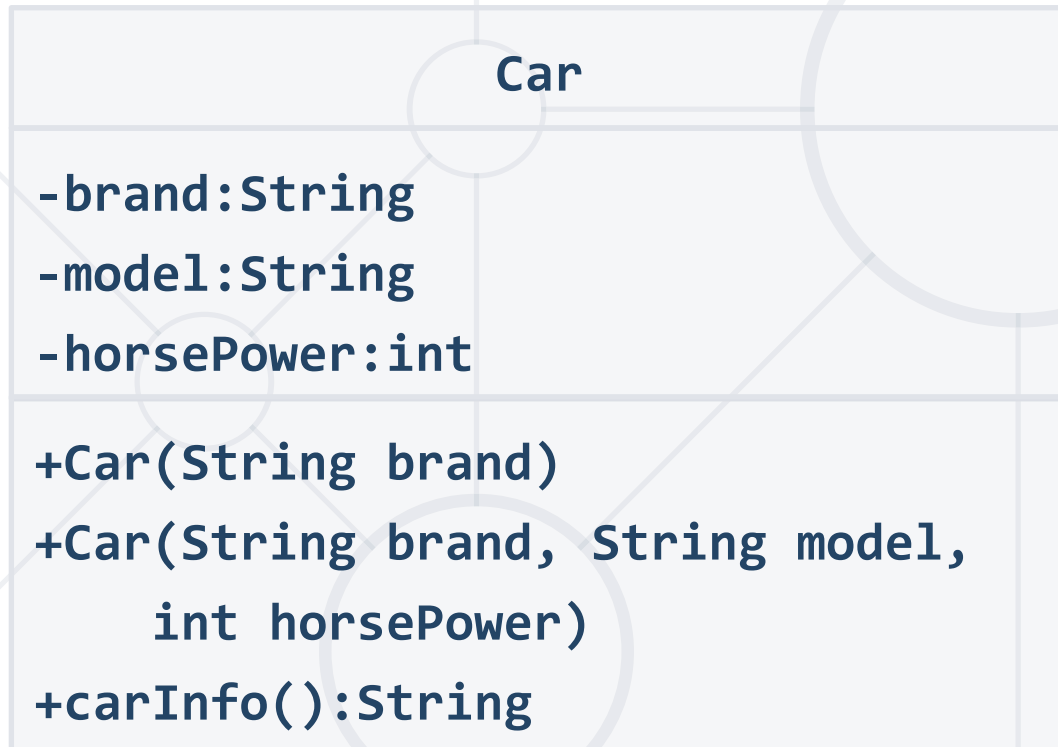 Car
-brand:String
-model:String
-horsePower:int
+Car(String brand)
+Car(String brand, String model,
int horsePower)
+carInfo():String